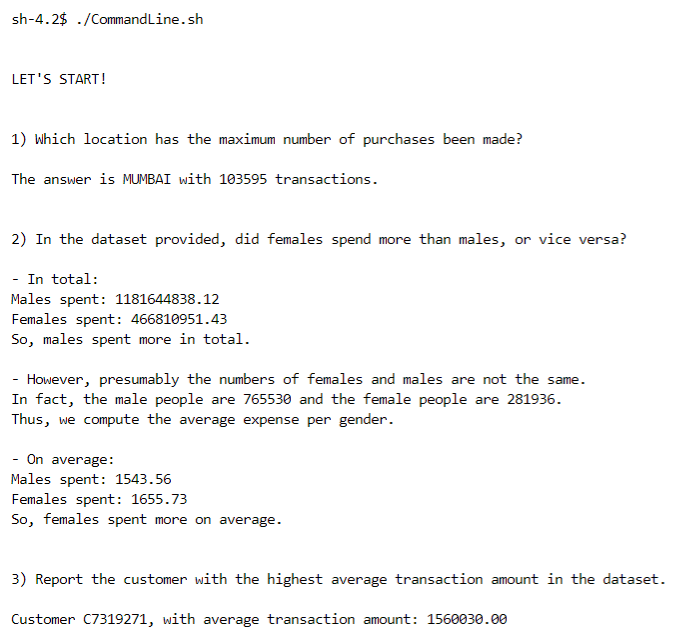 sh-4.2$ ./CommandLine.sh
LET'S START!
1) Which location has the maximum number of purchases been made?
The answer is MUMBAI with 103595 transactions.
2) In the dataset provided, did females spend more than males, or vice versa?
- In total:
Males spent: 1181644838.12
Females spent: 466810951.43
So, males spent more in total.
- However, presumably the numbers of females and males are not the same.
In fact, the male people are 765530 and the female people are 281936.
Thus, we compute the average expense per gender.
- On average:
Males spent: 1543.56
Females spent: 1655.73
So, females spent more on average.
3) Report the customer with the highest average transaction amount in the dataset.
Customer C7319271, with average transaction amount: 1560030.00